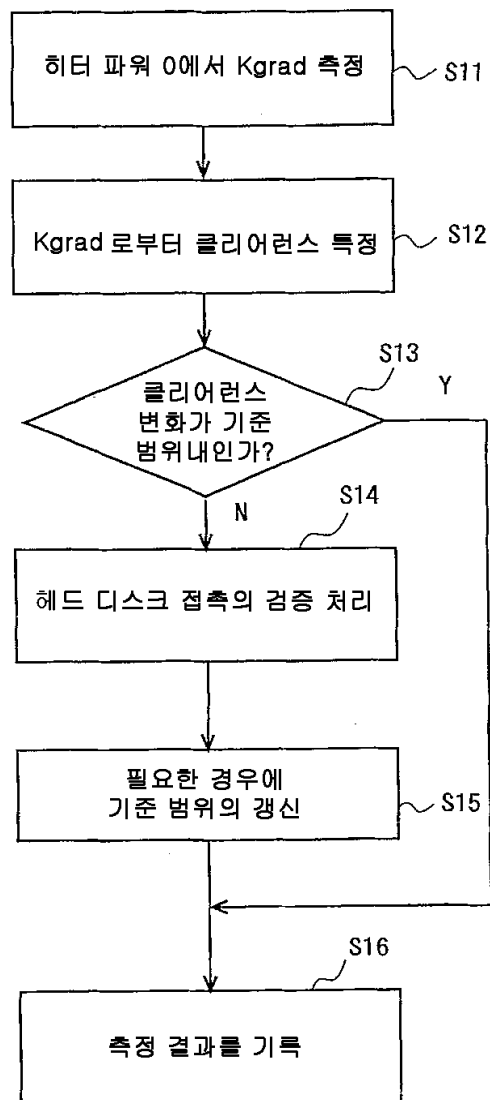 히터 파워 0에서 Kgrad 측정
S11
Kgrad 로부터 클리어런스 특정
S12
S13
클리어런스
변화가 기준
범위내인가?
Y
N
S14
헤드 디스크 접촉의 검증 처리
필요한 경우에
기준 범위의 갱신
S15
S16
측정 결과를 기록